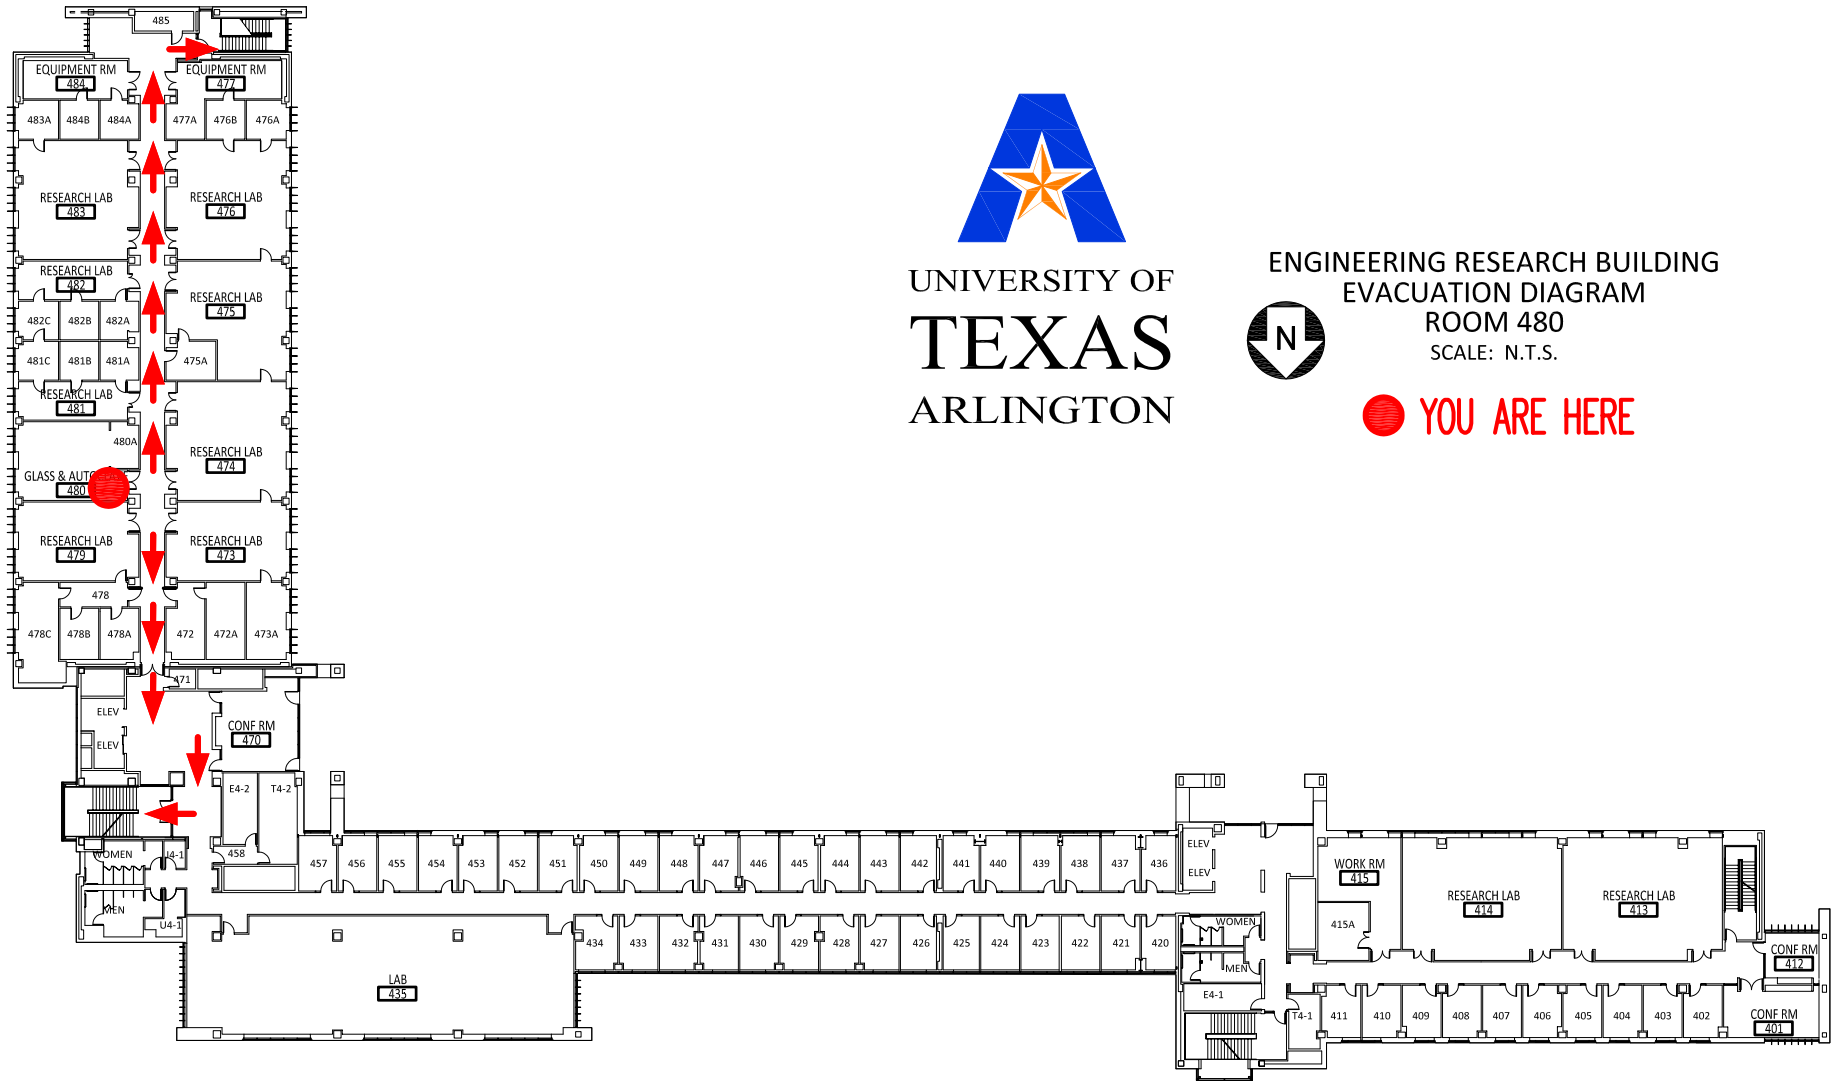 485
EQUIPMENT RM
484
EQUIPMENT RM
477
483A
484B
484A
477A
476B
476A
RESEARCH LAB
483
RESEARCH LAB
476
RESEARCH LAB
482
RESEARCH LAB
475
482C
482B
482A
481C
481B
481A
475A
RESEARCH LAB
481
480A
RESEARCH LAB
474
GLASS &
480
RESEARCH LAB
479
RESEARCH LAB
473
478
478C
478B
478A
472
472A
473A
471
ELEV
ELEV
CONF RM
470
E4-2
T4-2
WOMEN
J4-1
458
MEN
U4-1
457
456
455
454
453
452
451
450
449
448
447
446
445
444
443
442
441
440
439
438
437
436
434
433
432
431
430
429
428
427
426
425
424
423
422
421
420
LAB
435
ELEV
ELEV
WOMEN
MEN
E4-1
T4-1
WORK RM
415
415A
RESEARCH LAB
414
RESEARCH LAB
413
CONF RM
412
411
410
409
408
407
406
405
404
403
402
CONF RM
401
UNIVERSITY OF
TEXAS
ARLINGTON
ENGINEERING RESEARCH BUILDING
EVACUATION DIAGRAM
ROOM 480
SCALE: N.T.S.
N
YOU ARE HERE